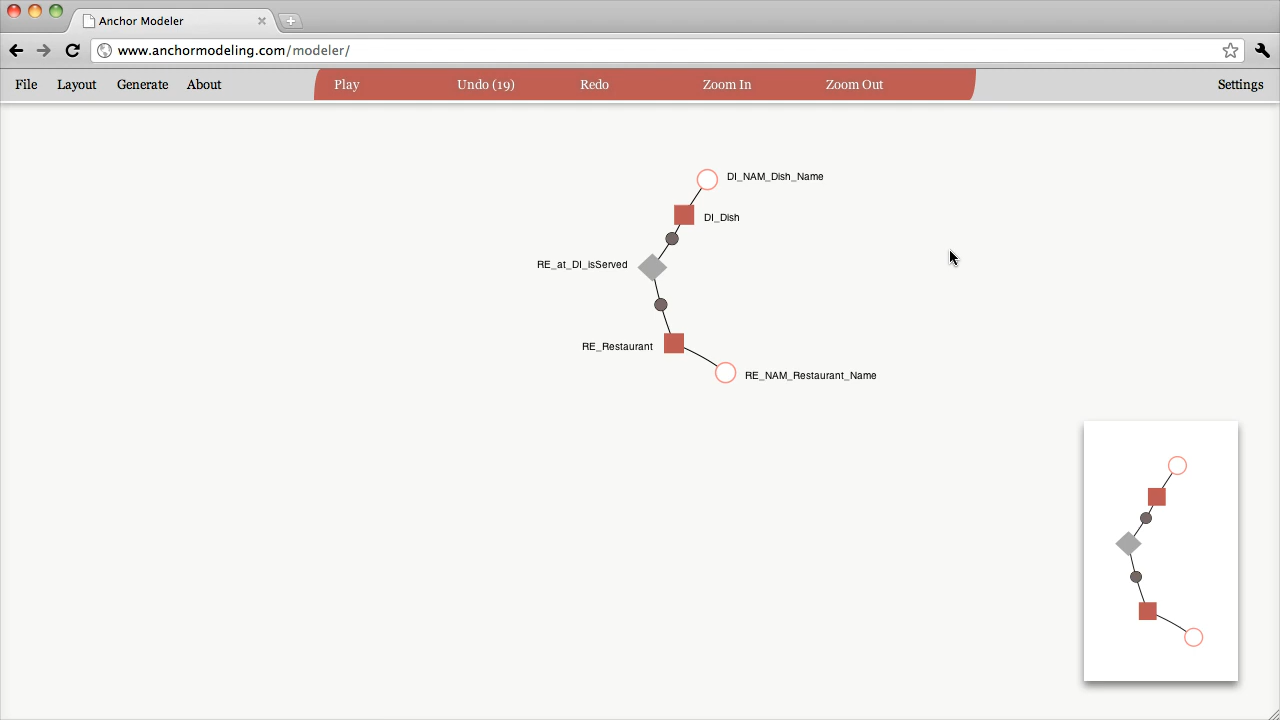 Anchor Modeler
www.anchormodeling.com/modeler/
File Layout Generate About Play Undo (19) Redo Zoom In Zoom Out Settings
DI_NAM_Dish_Name
DI_Dish
RE_at_DI_isServed
RE_Restaurant
RE_NAM_Restaurant_Name